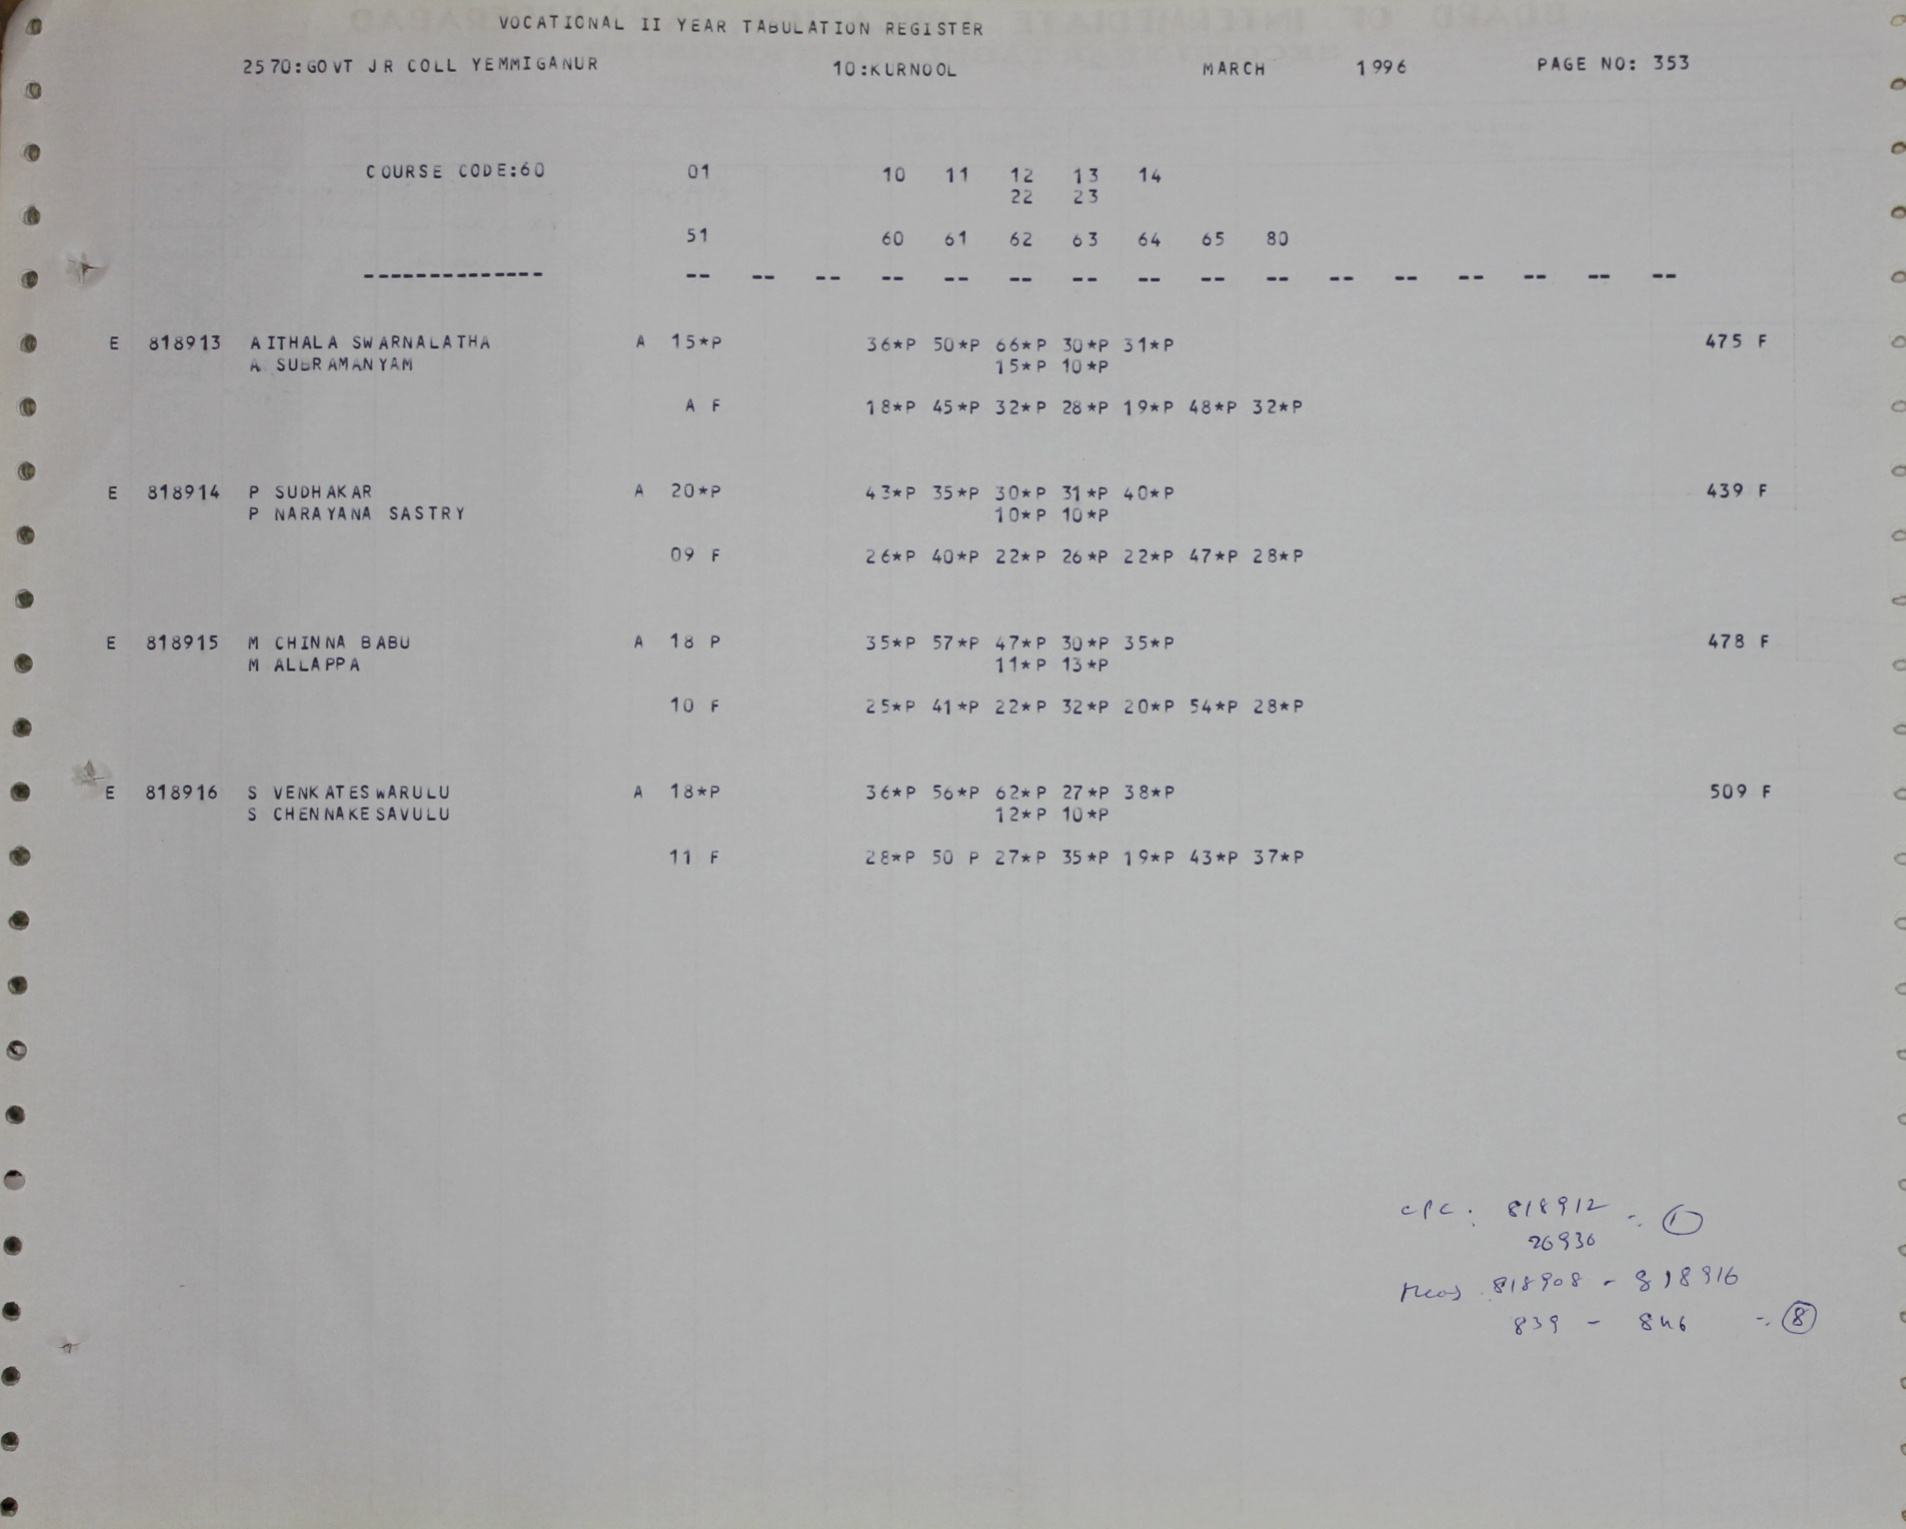 VOCATIONAL II YEAR TABULATION REGISTER
2570:GOVT JR COLL YEMMIGANUR 10:KURNOOL MARCH 1996 PAGE NO: 353
COURSE CODE:60 01 10 11 12 13 14
22 23
51 60 61 62 63 64 65 80
-------------- -- -- -- -- -- -- -- -- -- -- -- -- -- -- -- --
E 818913 AITHALA SWARNALATHA A 15*P 36*P 50*P 66*P 30*P 31*P 475 F
A SUBRAMANYAM 15*P 10*P
A F 18*P 45*P 32*P 28*P 19*P 48*P 32*P
E 818914 P SUDHAKAR A 20*P 43*P 35*P 30*P 31*P 40*P 439 F
P NARAYANA SASTRY 10*P 10*P
09 F 26*P 40*P 22*P 26*P 22*P 47*P 28*P
E 818915 M CHINNA BABU A 18 P 35*P 57*P 47*P 30*P 35*P 478 F
M ALLAPPA 11*P 13*P
10 F 25*P 41*P 22*P 32*P 20*P 54*P 28*P
E 818916 S VENKATESWARULU A 18*P 36*P 56*P 62*P 27*P 38*P 509 F
S CHENNAKESAVULU 12*P 10*P
11 F 28*P 50 P 27*P 35*P 19*P 43*P 37*P
818912 1
26936
818908 - 818916
839 - 846 8